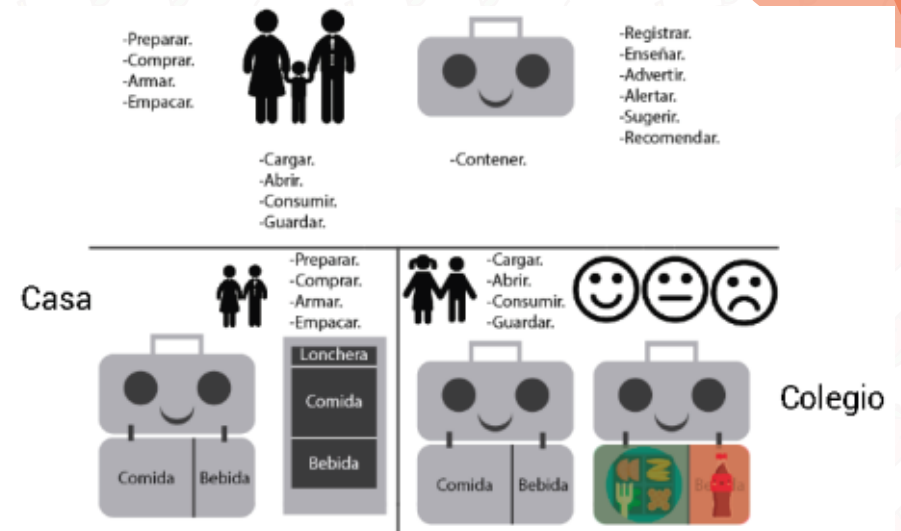 -Preparar.
-Comprar.
-Armar.
-Empacar.
-Registrar.
-Enseñar.
-Advertir.
-Alertar.
-Sugerir.
-Recomendar.
-Cargar.
-Abrir.
-Consumir.
-Guardar.
-Contener.
Casa
-Preparar.
-Comprar.
-Armar.
-Empacar.
-Cargar.
-Abrir.
-Consumir.
-Guardar.
Lonchera
Comida
Bebida
Comida
Bebida
Comida
Bebida
Colegio